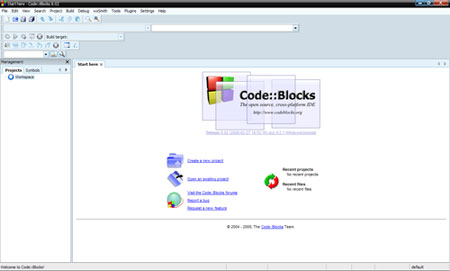 Start here - Code::Blocks 8.02
File Edit View Search Project Build Debug wxSmith Tools Plugins Settings Help
Build target:
Management
Projects Symbols
Workspace
Start here
Code::Blocks
The open source, cross-platform IDE
http://www.codeblocks.org
Create a new project
Open an existing project
Visit the Code::Blocks forums
Report a bug
Request a new feature
Recent projects
No recent projects
Recent files
No recent files
© 2004 - 2008, The Code::Blocks Team.
Welcome to Code::Blocks!
default